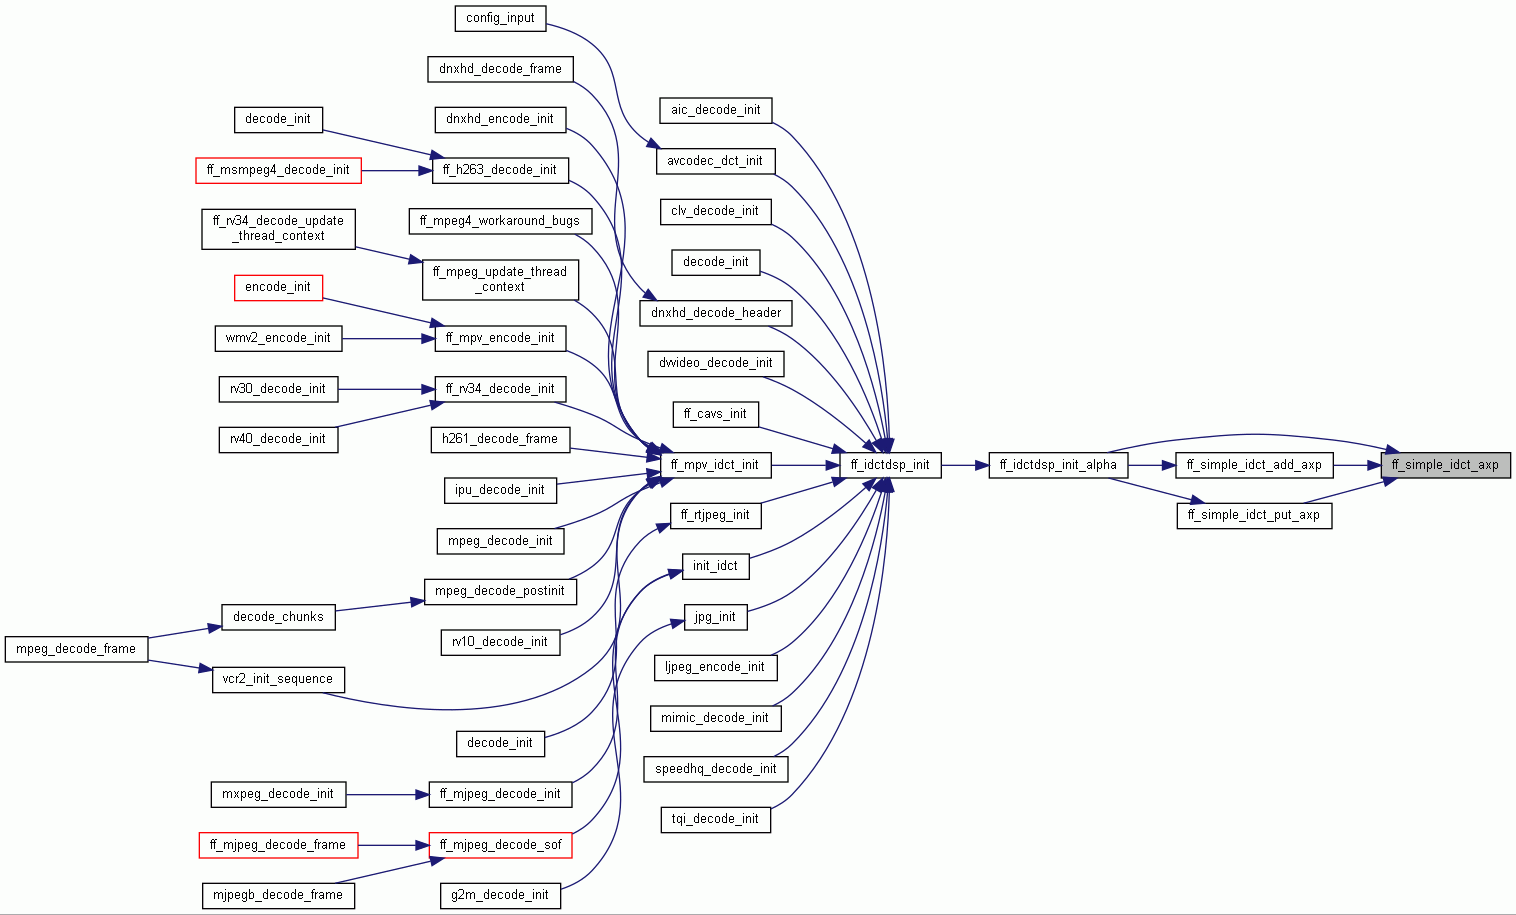 config_input
dnxhd_decode_frame
aic_decode_init
decode_init
dnxhd_encode_init
avcodec_dct_init
ff_msmpeg4_decode_init
ff_h263_decode_init
clv_decode_init
ff_rv34_decode_update
_thread_context
ff_mpeg4_workaround_bugs
decode_init
ff_mpeg_update_thread
_context
encode_init
dnxhd_decode_header
wmv2_encode_init
ff_mpv_encode_init
dvvideo_decode_init
rv30_decode_init
ff_rv34_decode_init
ff_cavs_init
rv40_decode_init
h261_decode_frame
ff_mpv_idct_init
ff_idctdsp_init
ff_idctdsp_init_alpha
ff_simple_idct_add_axp
ff_simple_idct_axp
ipu_decode_init
ff_rtjpeg_init
ff_simple_idct_put_axp
mpeg_decode_init
init_idct
mpeg_decode_postinit
decode_chunks
jpg_init
rv10_decode_init
mpeg_decode_frame
ljpeg_encode_init
vcr2_init_sequence
mimic_decode_init
decode_init
speedhq_decode_init
mxpeg_decode_init
ff_mjpeg_decode_init
tqi_decode_init
ff_mjpeg_decode_frame
ff_mjpeg_decode_sof
mjpegb_decode_frame
g2m_decode_init